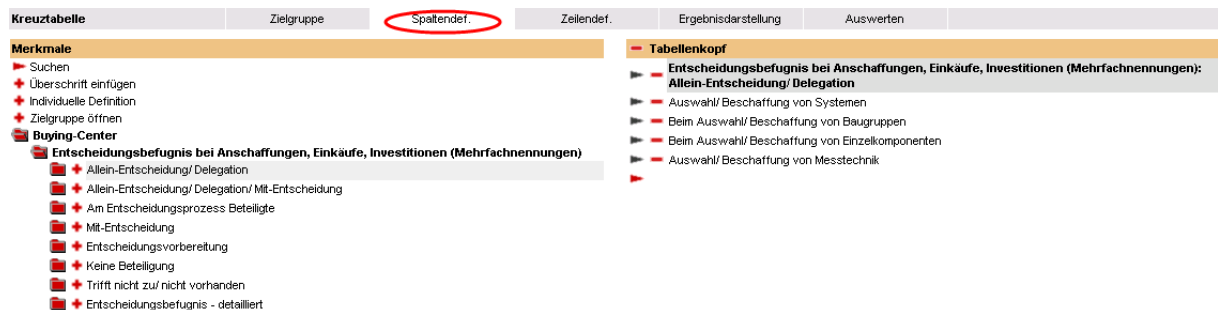 Kreuztabelle Zielgruppe Spaltendef. Zeilendef. Ergebnisdarstellung Auswerten
Merkmale
Suchen
Überschrift einfügen
Individuelle Definition
Zielgruppe öffnen
Buying-Center
Entscheidungsbefugnis bei Anschaffungen, Einkäufe, Investitionen (Mehrfachnennungen)
Allein-Entscheidung/ Delegation
Allein-Entscheidung/ Delegation/ Mit-Entscheidung
Am Entscheidungsprozess Beteiligte
Mit-Entscheidung
Entscheidungsvorbereitung
Keine Beteiligung
Trifft nicht zu/ nicht vorhanden
Entscheidungsbefugnis - detailliert
Tabellenkopf
Entscheidungsbefugnis bei Anschaffungen, Einkäufe, Investitionen (Mehrfachnennungen):
Allein-Entscheidung/ Delegation
Auswahl/ Beschaffung von Systemen
Beim Auswahl/ Beschaffung von Baugruppen
Beim Auswahl/ Beschaffung von Einzelkomponenten
Auswahl/ Beschaffung von Messtechnik